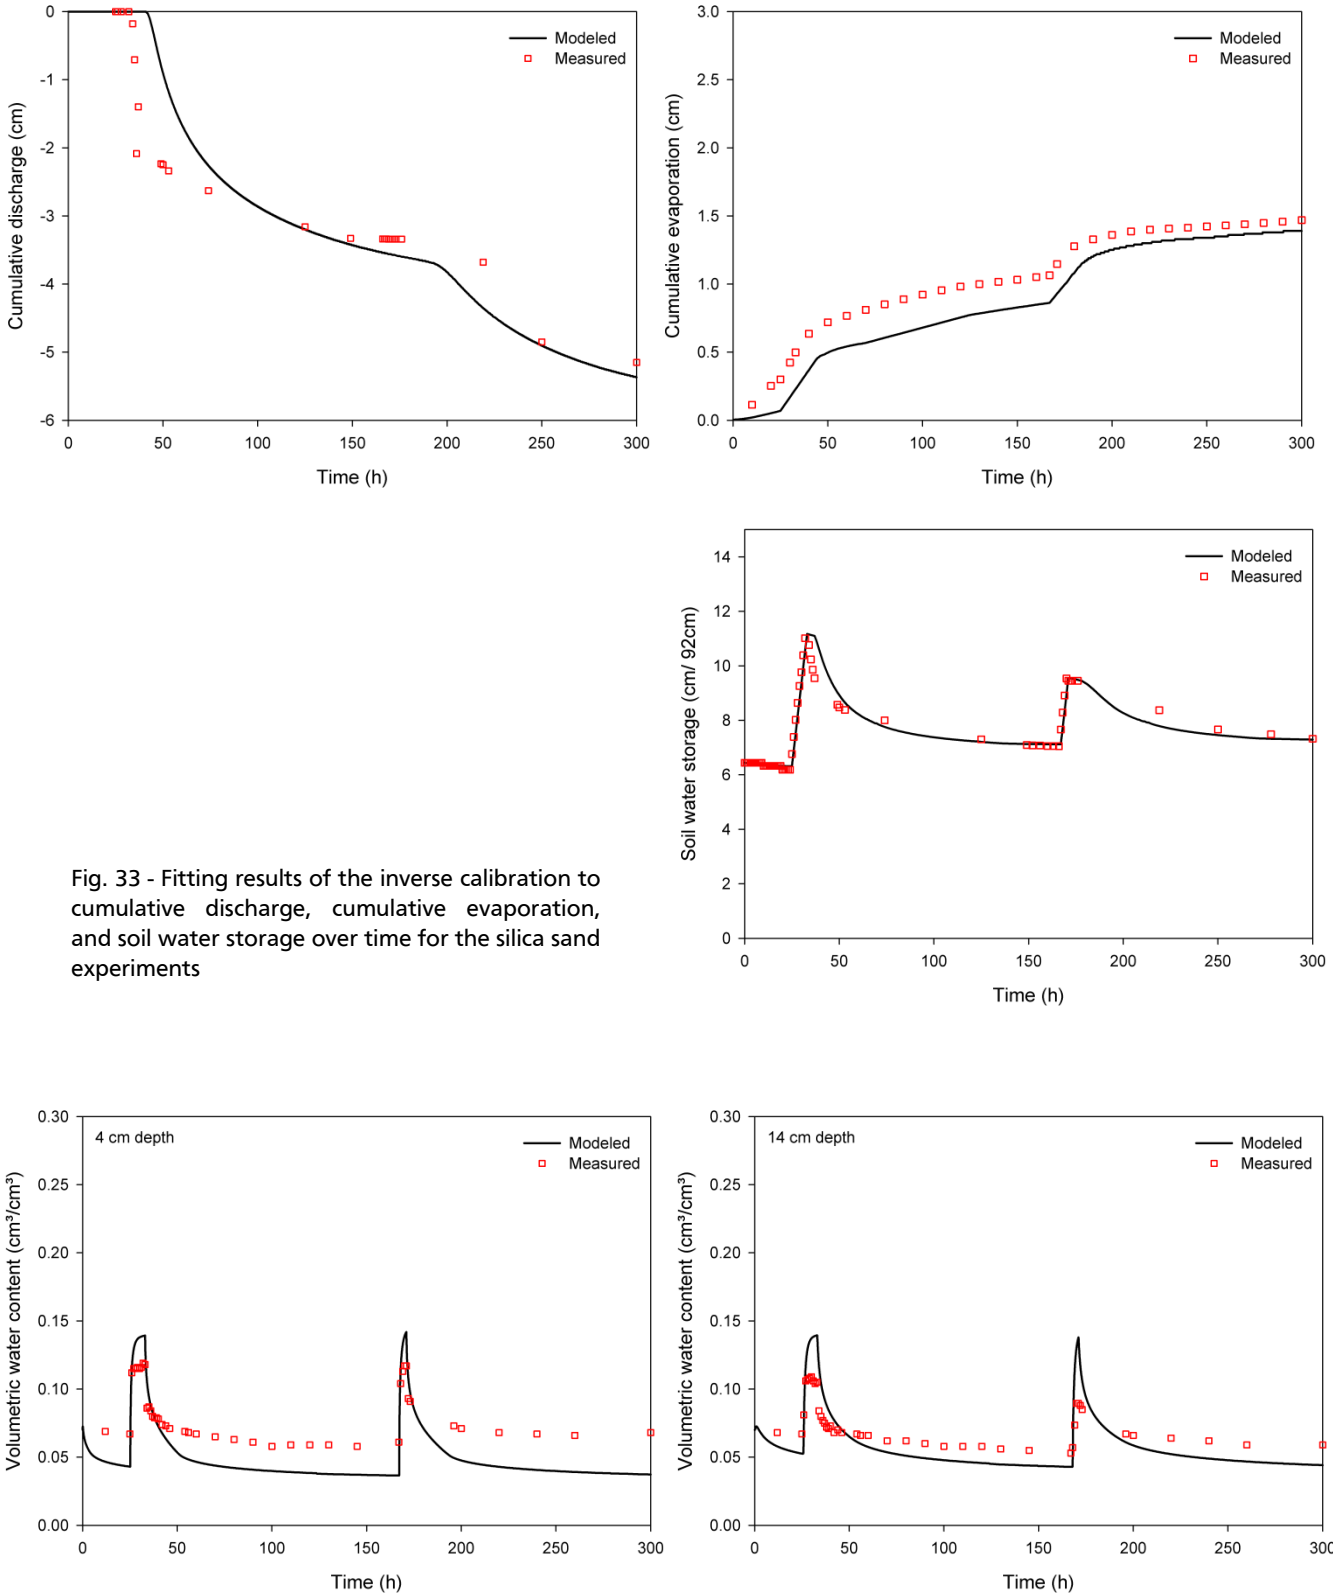 0
-1
-2
-3
-4
-5
-6
Cumulative discharge (cm)
0 50 100 150 200 250 300
Time (h)
Modeled
Measured
3.0
2.5
2.0
1.5
1.0
0.5
0.0
Cumulative evaporation (cm)
0 50 100 150 200 250 300
Time (h)
Modeled
Measured
14
12
10
8
6
4
2
0
Soil water storage (cm/ 92cm)
0 50 100 150 200 250 300
Time (h)
Modeled
Measured
Fig. 33 - Fitting results of the inverse calibration to
cumulative discharge, cumulative evaporation,
and soil water storage over time for the silica sand
experiments
4 cm depth
0.30
0.25
0.20
0.15
0.10
0.05
0.00
Volumetric water content (cm³/cm³)
0 50 100 150 200 250 300
Time (h)
Modeled
Measured
14 cm depth
0.30
0.25
0.20
0.15
0.10
0.05
0.00
Volumetric water content (cm³/cm³)
0 50 100 150 200 250 300
Time (h)
Modeled
Measured